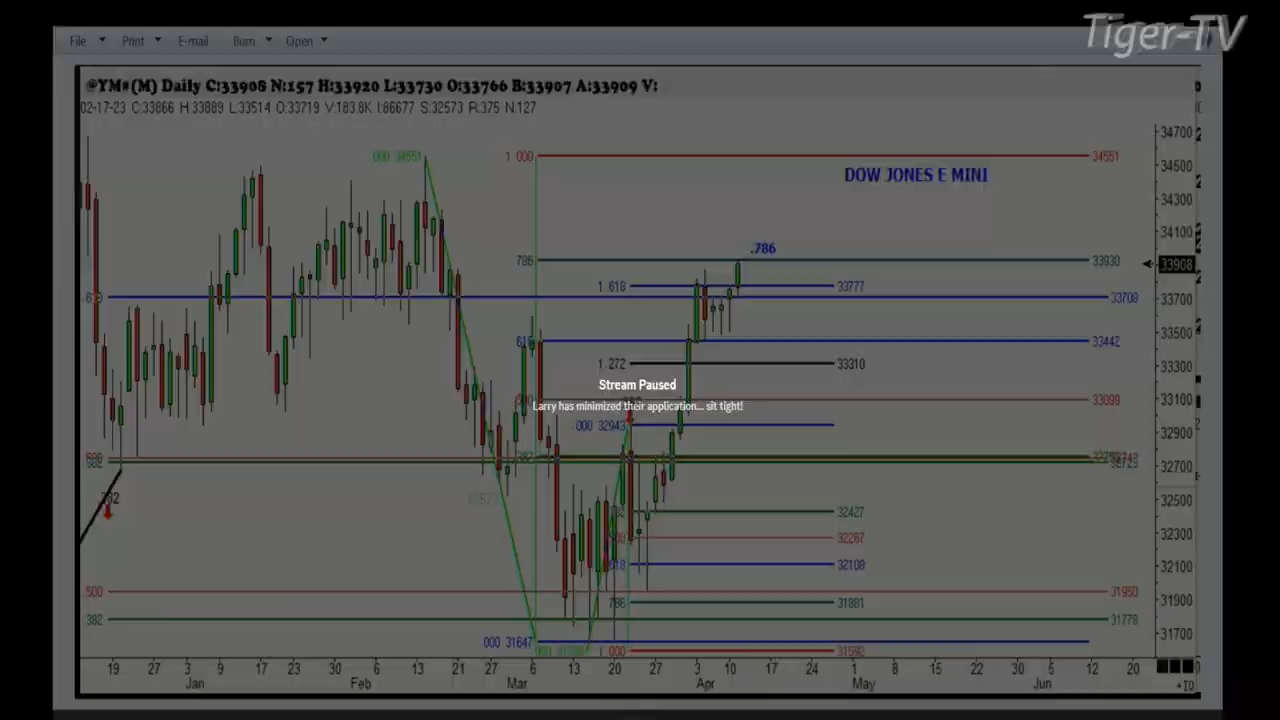 Tiger-TV
File Print E-mail Burn Open
@YM#(M) Daily C:33908 N:157 H:33920 L:33730 O:33766 B:33907 A:33909 V:
02-17-23 C:33866 H:33889 L:33514 O:33719 V:183.8K I:86677 S:32573 R:375 N:127
34700
000 34551 1 000 34551
34500
DOW JONES E MINI
34300
34100
.786
786 33930
33908
1 618 33777
33700
33500
33442
1.272 33310
33300
Stream Paused
33099
33100
Larry has minimized their application... sit tight!
000 32943
32900
32723
32700
382
32573
32500
32427
32300
32267
32108
32100
500 31950
786 31881
31900
382 31778
31700
000 31647
1 000 31592
19 27 3 9 17 23 30 6 13 21 27 6 13 20 27 3 10 17 24 1 8 15 22 30 5 12 20
Jan Feb Mar Apr May Jun